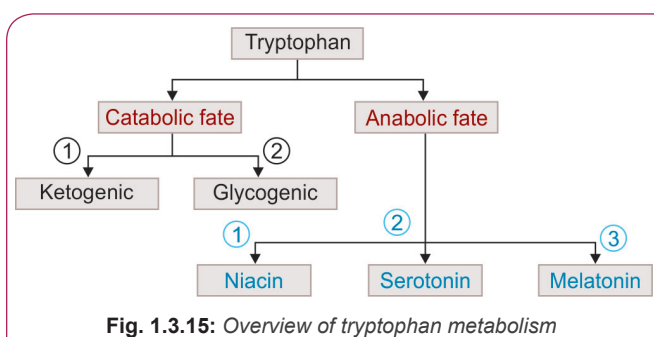 Tryptophan
Catabolic fate Anabolic fate
1 2
Ketogenic Glycogenic
1 2 3
Niacin Serotonin Melatonin
Fig. 1.3.15: Overview of tryptophan metabolism